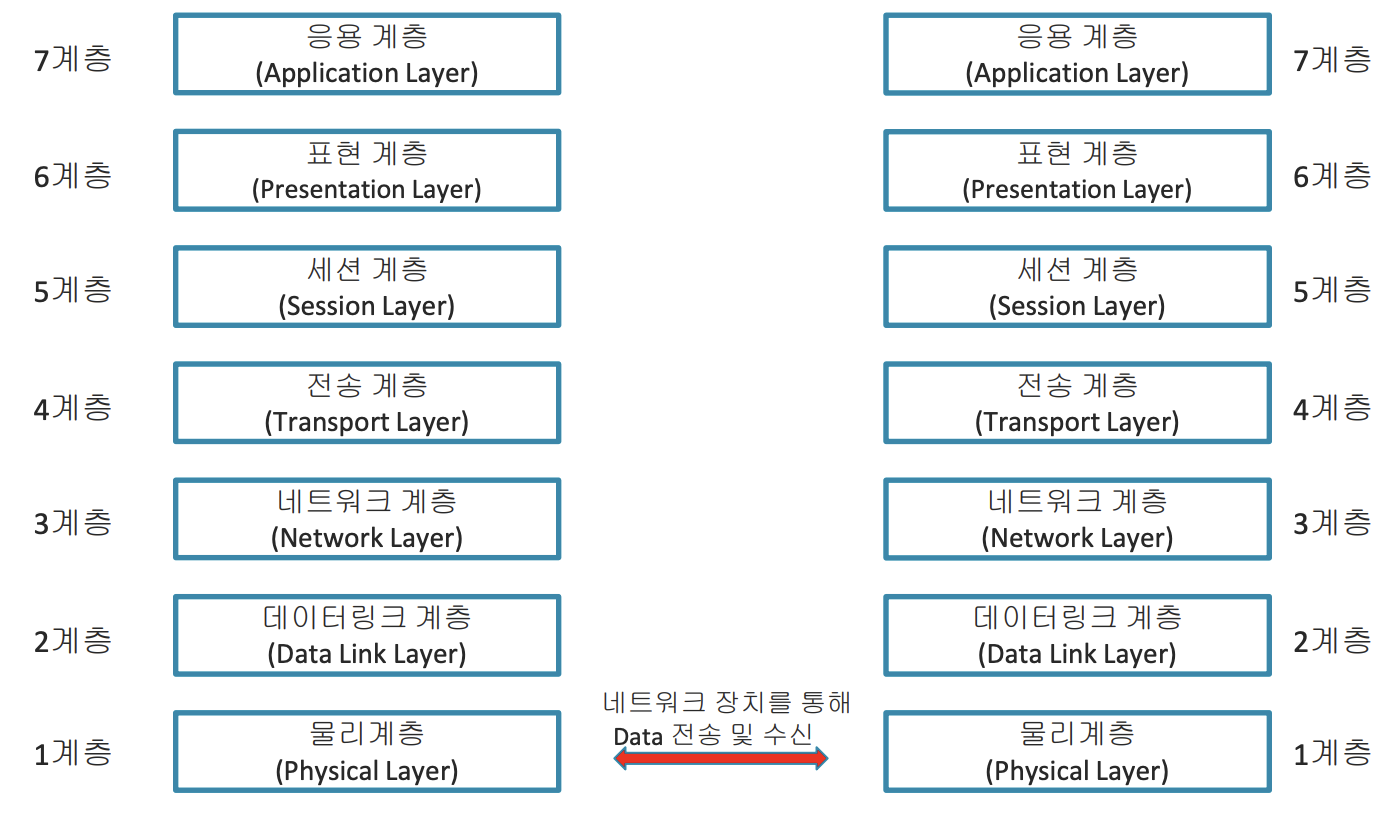 7계층
응용 계층
(Application Layer)
응용 계층
(Application Layer)
7계층
6계층
표현 계층
(Presentation Layer)
표현 계층
(Presentation Layer)
6계층
5계층
세션 계층
(Session Layer)
세션 계층
(Session Layer)
5계층
4계층
전송 계층
(Transport Layer)
전송 계층
(Transport Layer)
4계층
3계층
네트워크 계층
(Network Layer)
네트워크 계층
(Network Layer)
3계층
2계층
데이터링크 계층
(Data Link Layer)
데이터링크 계층
(Data Link Layer)
2계층
1계층
물리계층
(Physical Layer)
네트워크 장치를 통해
Data 전송 및 수신
물리계층
(Physical Layer)
1계층